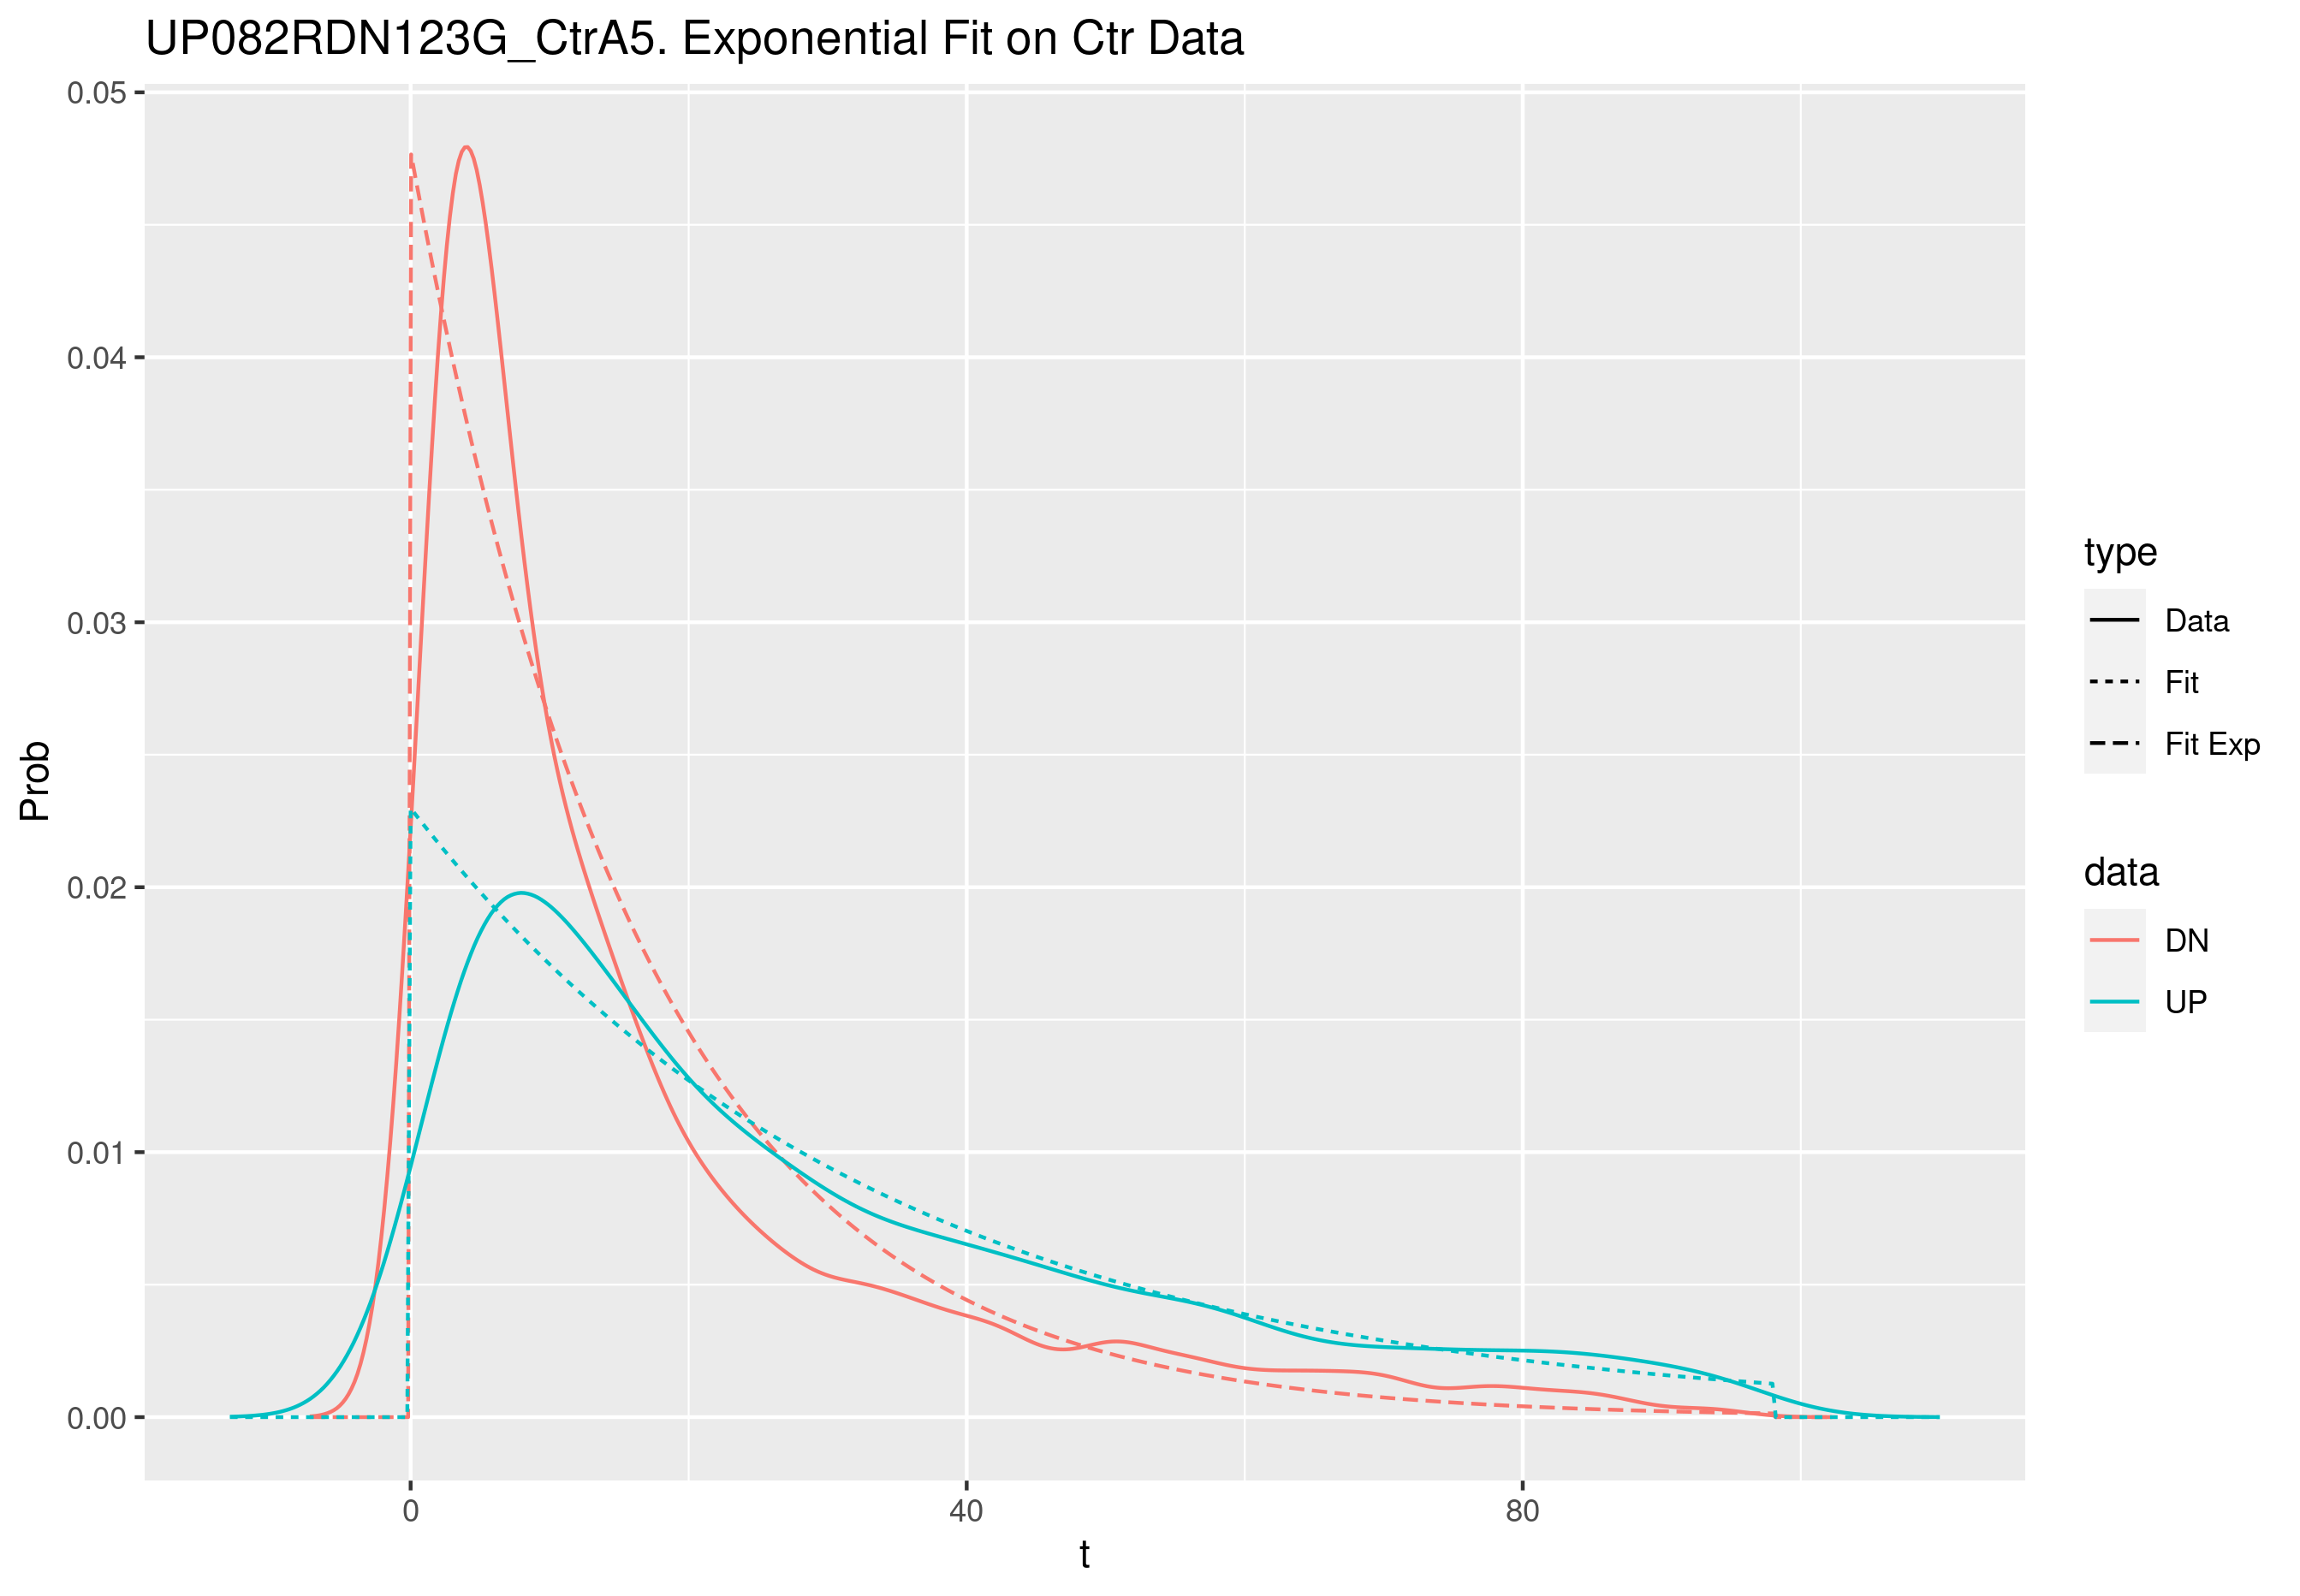 UP082RDN123G_CtrA5. Exponential Fit on Ctr Data
0.05
0.04
0.03
0.02
0.01
0.00
Prob
0
40
80
t
type
Data
Fit
Fit Exp
data
DN
UP